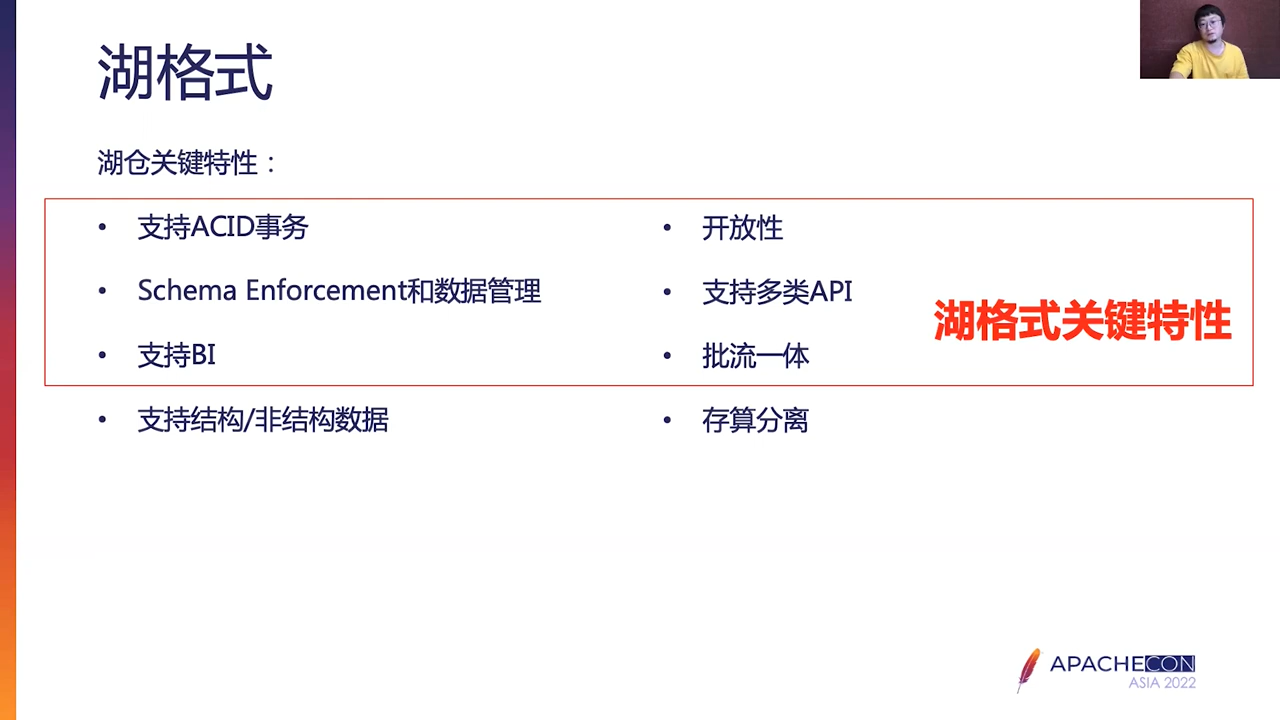 湖格式
湖仓关键特性：
• 支持ACID事务
• Schema Enforcement和数据管理
• 支持BI
• 支持结构/非结构数据
• 开放性
• 支持多类API
• 批流一体
• 存算分离
湖格式关键特性
APACHECON
ASIA 2022